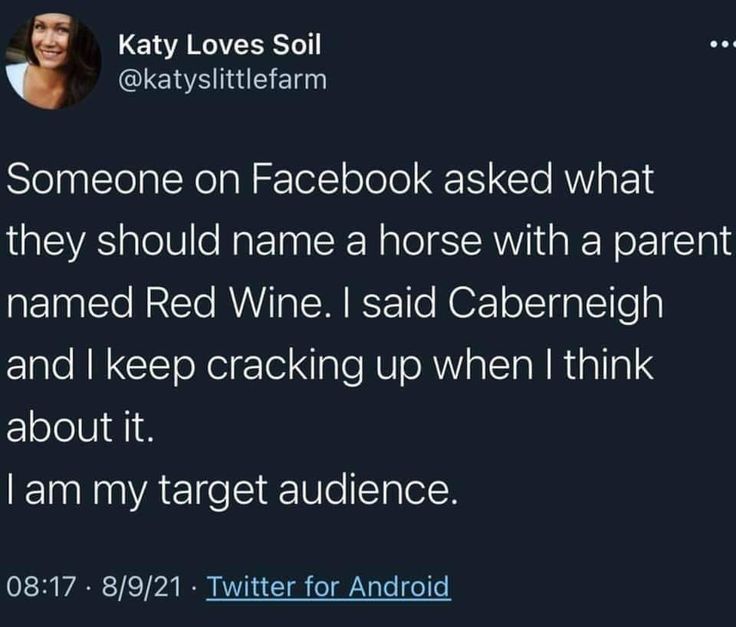 Katy Loves Soil
@katyslittlefarm
Someone on Facebook asked what
they should name a horse with a parent
named Red Wine. I said Caberneigh
and I keep cracking up when I think
about it.
I am my target audience.
08:17 · 8/9/21 · Twitter for Android